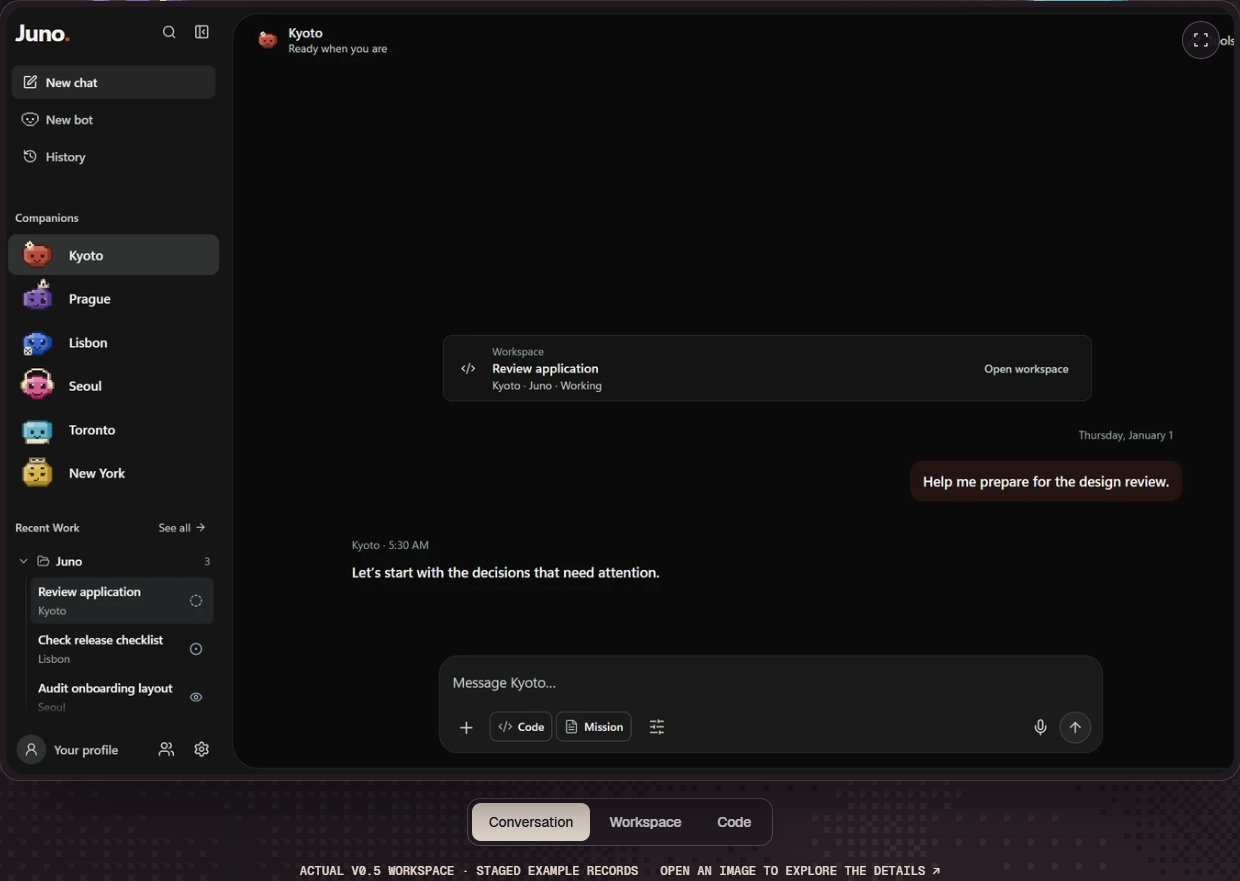 Juno.
New chat
New bot
History
Companions
Kyoto
Prague
Lisbon
Seoul
Toronto
New York
Recent Work
See all →
Juno 3
Review application
Kyoto
Check release checklist
Lisbon
Audit onboarding layout
Seoul
Your profile
Kyoto
Ready when you are
ols
Workspace
Review application
Kyoto · Juno · Working
Open workspace
Thursday, January 1
Help me prepare for the design review.
Kyoto · 5:30 AM
Let's start with the decisions that need attention.
Message Kyoto...
Code
Mission
Conversation
Workspace
Code
ACTUAL V0.5 WORKSPACE · STAGED EXAMPLE RECORDS
OPEN AN IMAGE TO EXPLORE THE DETAILS ↗